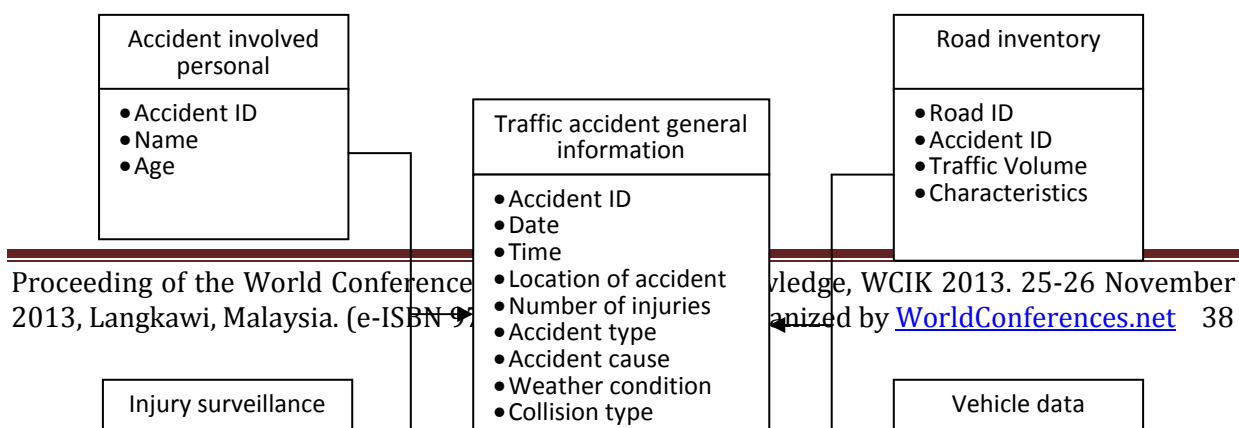 Accident involved
personal
• Accident ID
• Name
• Age
Traffic accident general
information
• Accident ID
• Date
• Time
• Location of accident
• Number of injuries
• Accident type
• Accident cause
• Weather condition
• Collision type
Road inventory
• Road ID
• Accident ID
• Traffic Volume
• Characteristics
Proceeding of the World Conference WCIK 2013. 25-26 November
2013, Langkawi, Malaysia. (e-ISBN by WorldConferences.net 38
Injury surveillance
Vehicle data